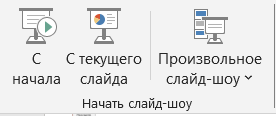 С начала
С текущего слайда
Произвольное слайд-шоу
Начать слайд-шоу